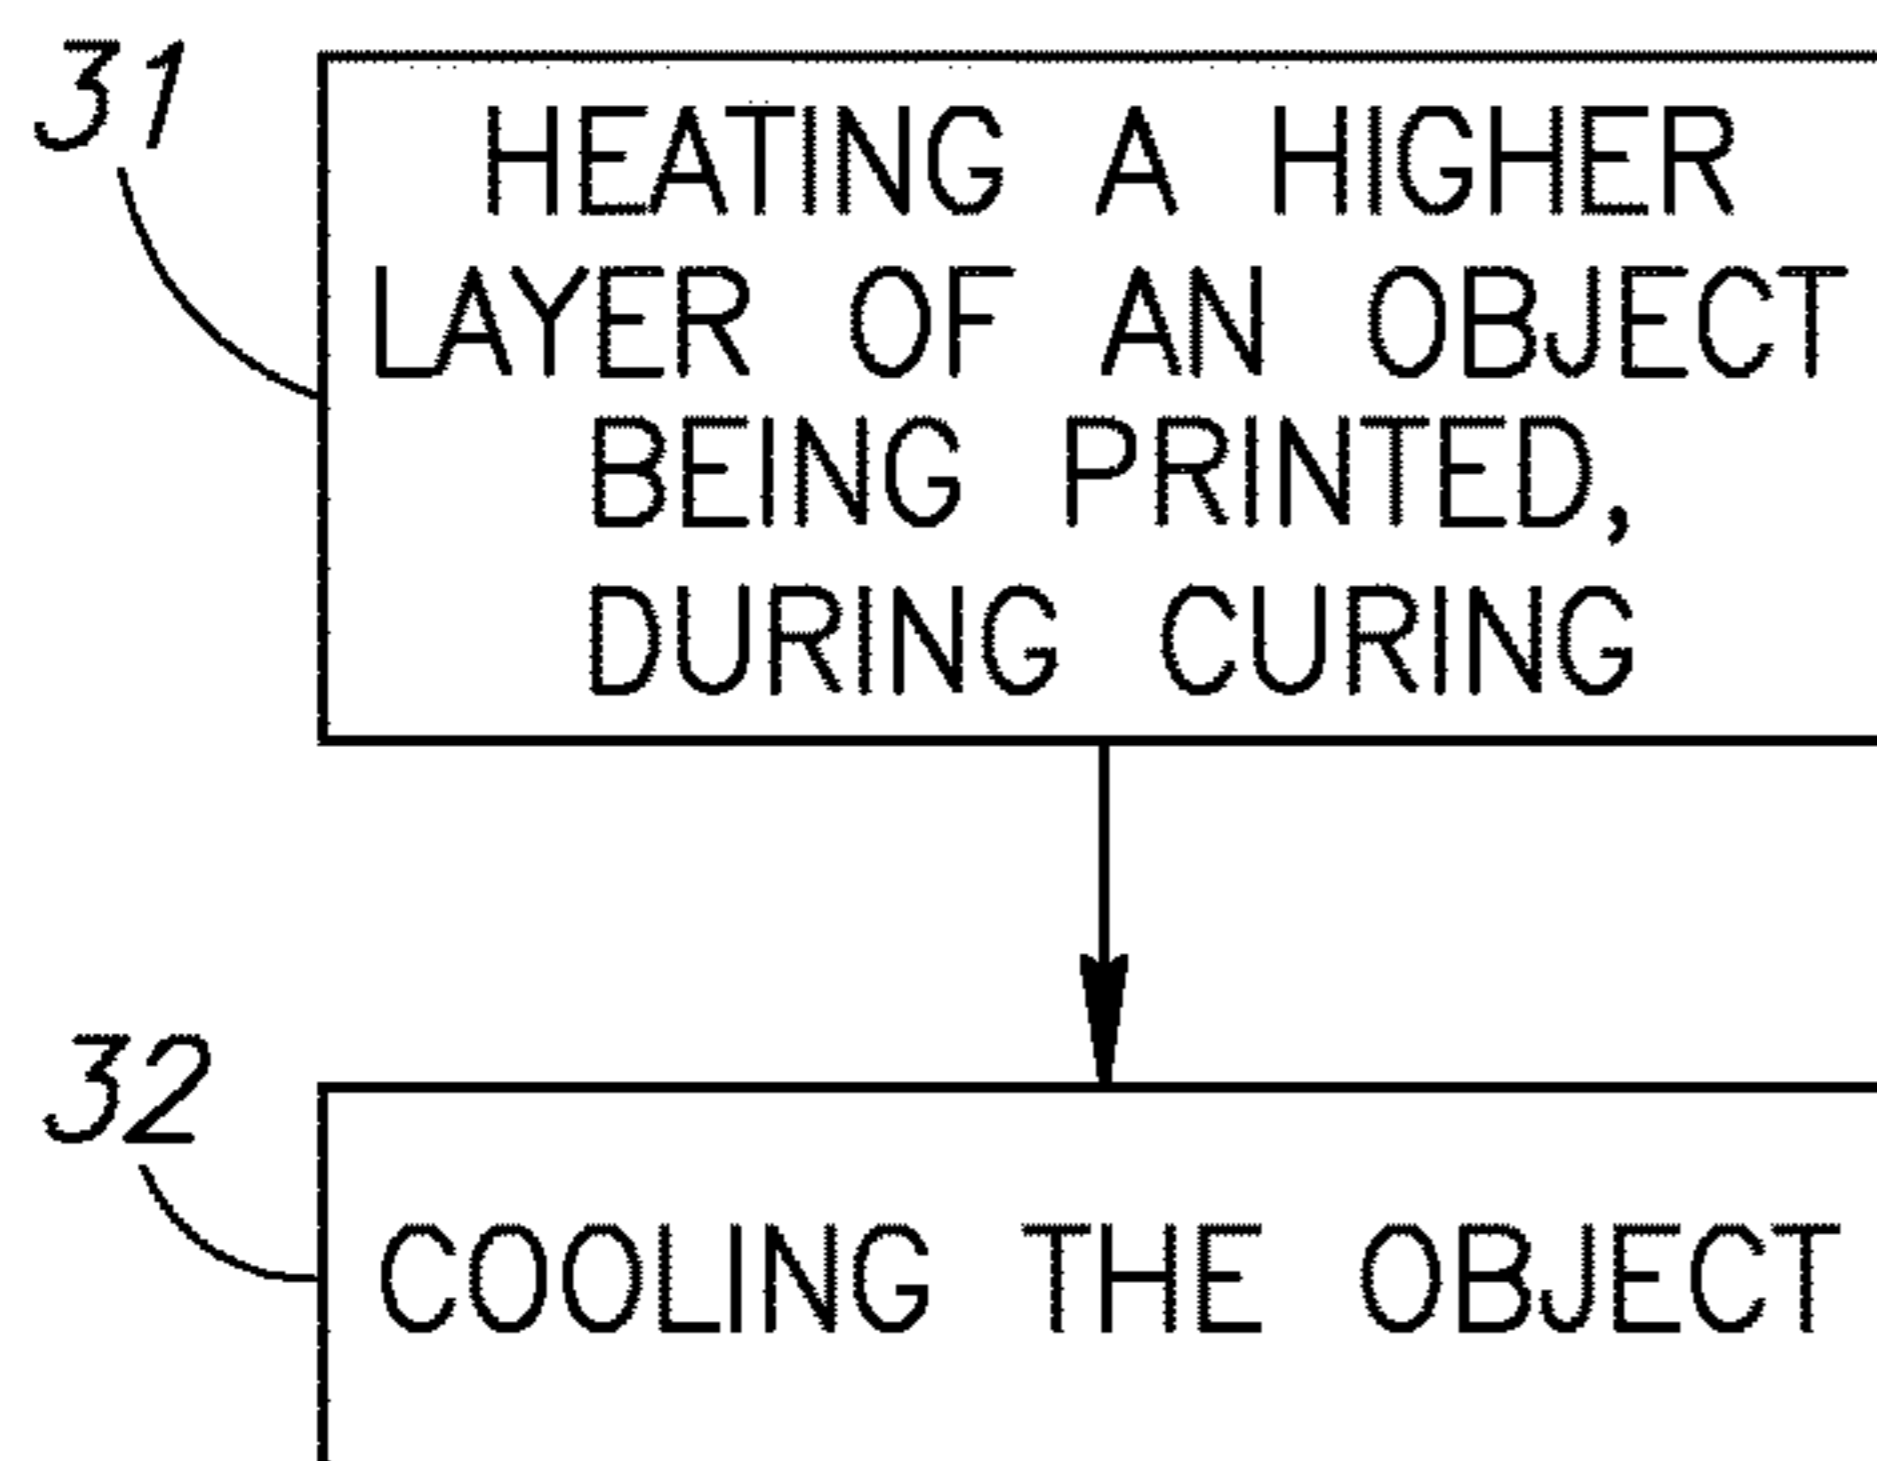 31
HEATING A HIGHER
LAYER OF AN OBJECT
BEING PRINTED,
DURING CURING
32
COOLING THE OBJECT